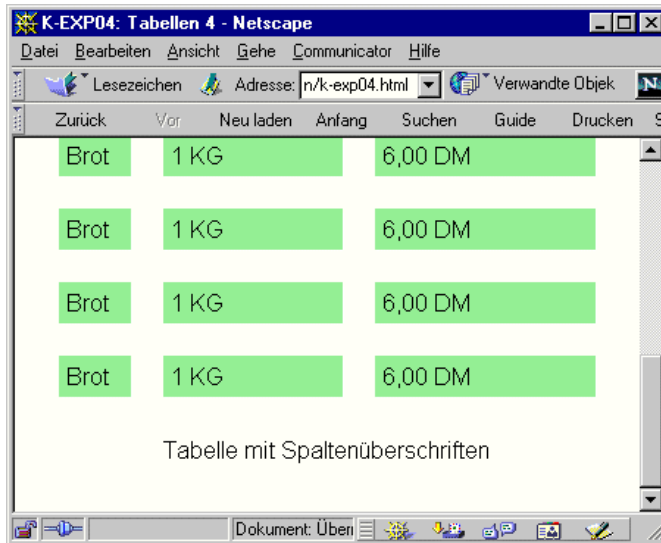 K-EXP04: Tabellen 4 - Netscape
Datei Bearbeiten Ansicht Gehe Communicator Hilfe
Lesezeichen Adresse: n/k-exp04.html Verwandte Objek N
Zurück Vor Neu laden Anfang Suchen Guide Drucken S
Brot 1 KG 6,00 DM
Brot 1 KG 6,00 DM
Brot 1 KG 6,00 DM
Brot 1 KG 6,00 DM
Tabelle mit Spaltenüberschriften
Dokument: Über